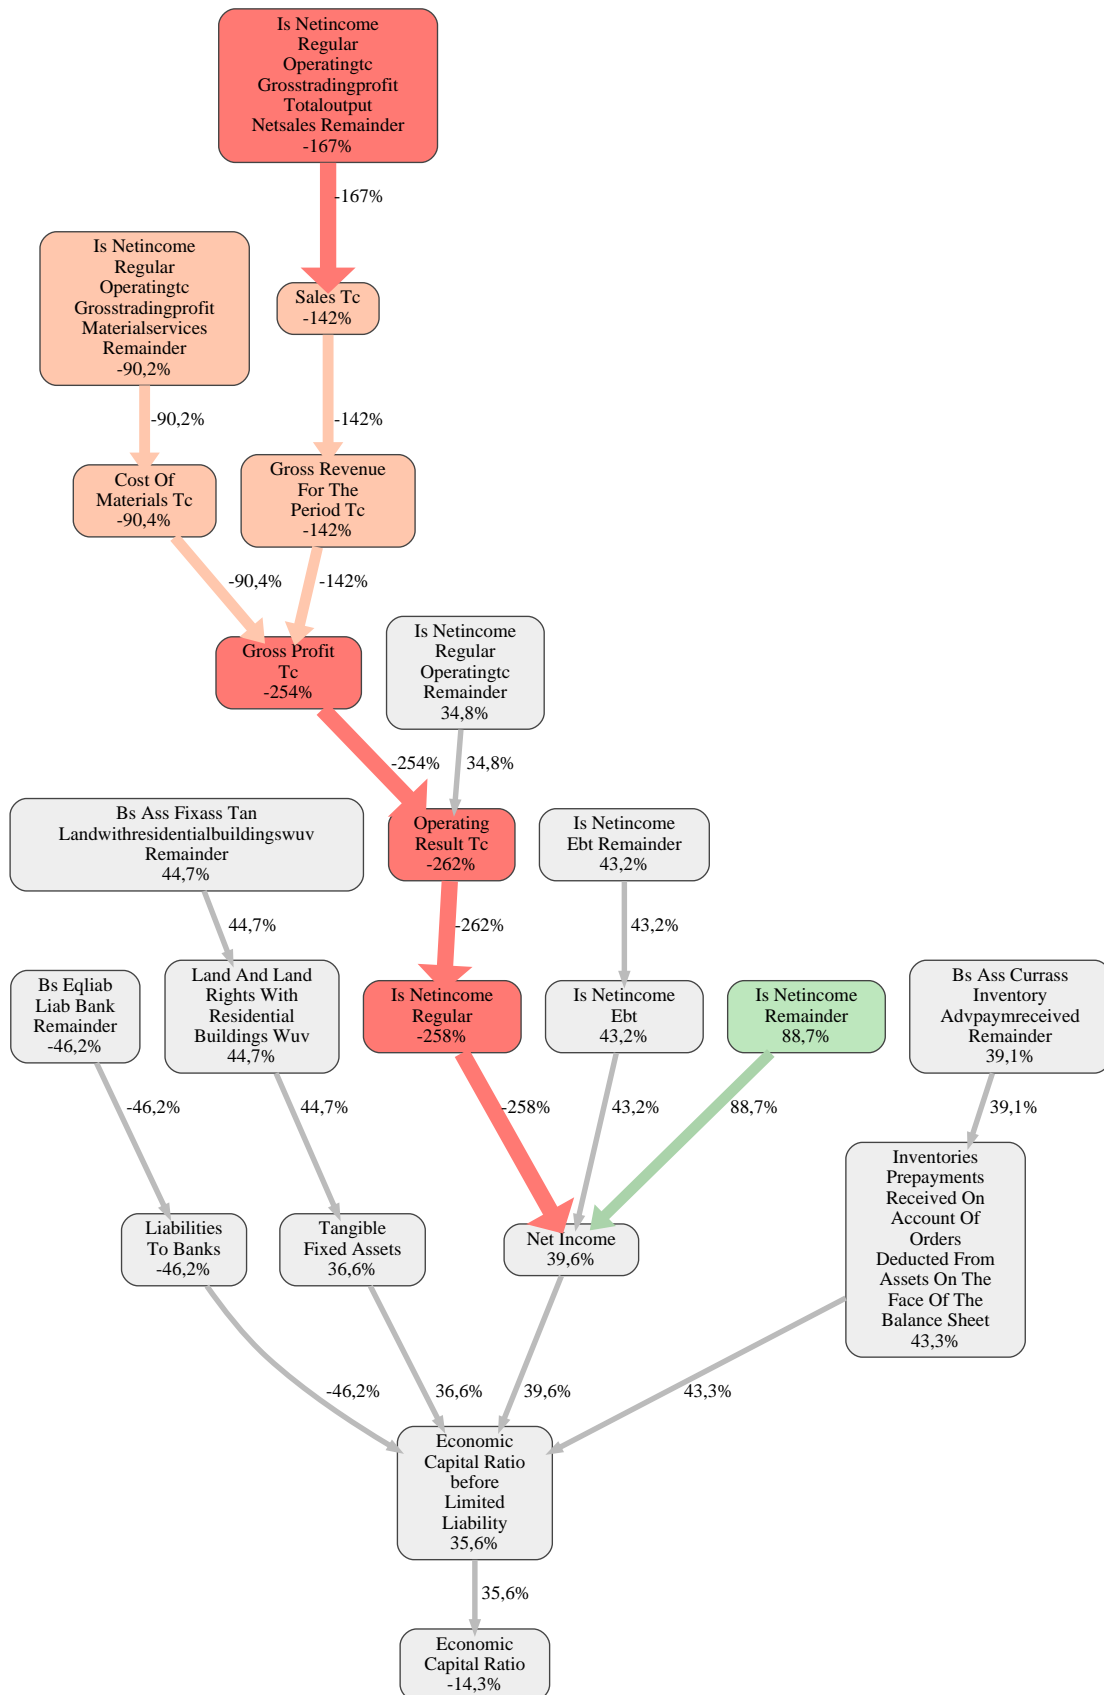 Is Netincome
Regular
Operatingtc
Grosstradingprofit
Totaloutput
Netsales Remainder
-167%
-167%
Is Netincome
Regular
Operatingtc
Grosstradingprofit
Materialservices
Remainder
-90,2%
Sales Tc
-142%
-90,2%
-142%
Cost Of
Materials Tc
-90,4%
Gross Revenue
For The
Period Tc
-142%
-90,4%
-142%
Gross Profit
Tc
-254%
Is Netincome
Regular
Operatingtc
Remainder
34,8%
-254%
34,8%
Bs Ass Fixass Tan
Landwithresidentialbuildingswuv
Remainder
44,7%
Operating
Result Tc
-262%
Is Netincome
Ebt Remainder
43,2%
44,7%
-262%
43,2%
Bs Eqliab
Liab Bank
Remainder
-46,2%
Land And Land
Rights With
Residential
Buildings Wuv
44,7%
Is Netincome
Regular
-258%
Is Netincome
Ebt
43,2%
Is Netincome
Remainder
88,7%
Bs Ass Currass
Inventory
Advpaymreceived
Remainder
39,1%
-46,2%
44,7%
-258%
43,2%
88,7%
39,1%
Liabilities
To Banks
-46,2%
Tangible
Fixed Assets
36,6%
Net Income
39,6%
Inventories
Prepayments
Received On
Account Of
Orders
Deducted From
Assets On The
Face Of The
Balance Sheet
43,3%
-46,2%
36,6%
39,6%
43,3%
Economic
Capital Ratio
before
Limited
Liability
35,6%
35,6%
Economic
Capital Ratio
-14,3%